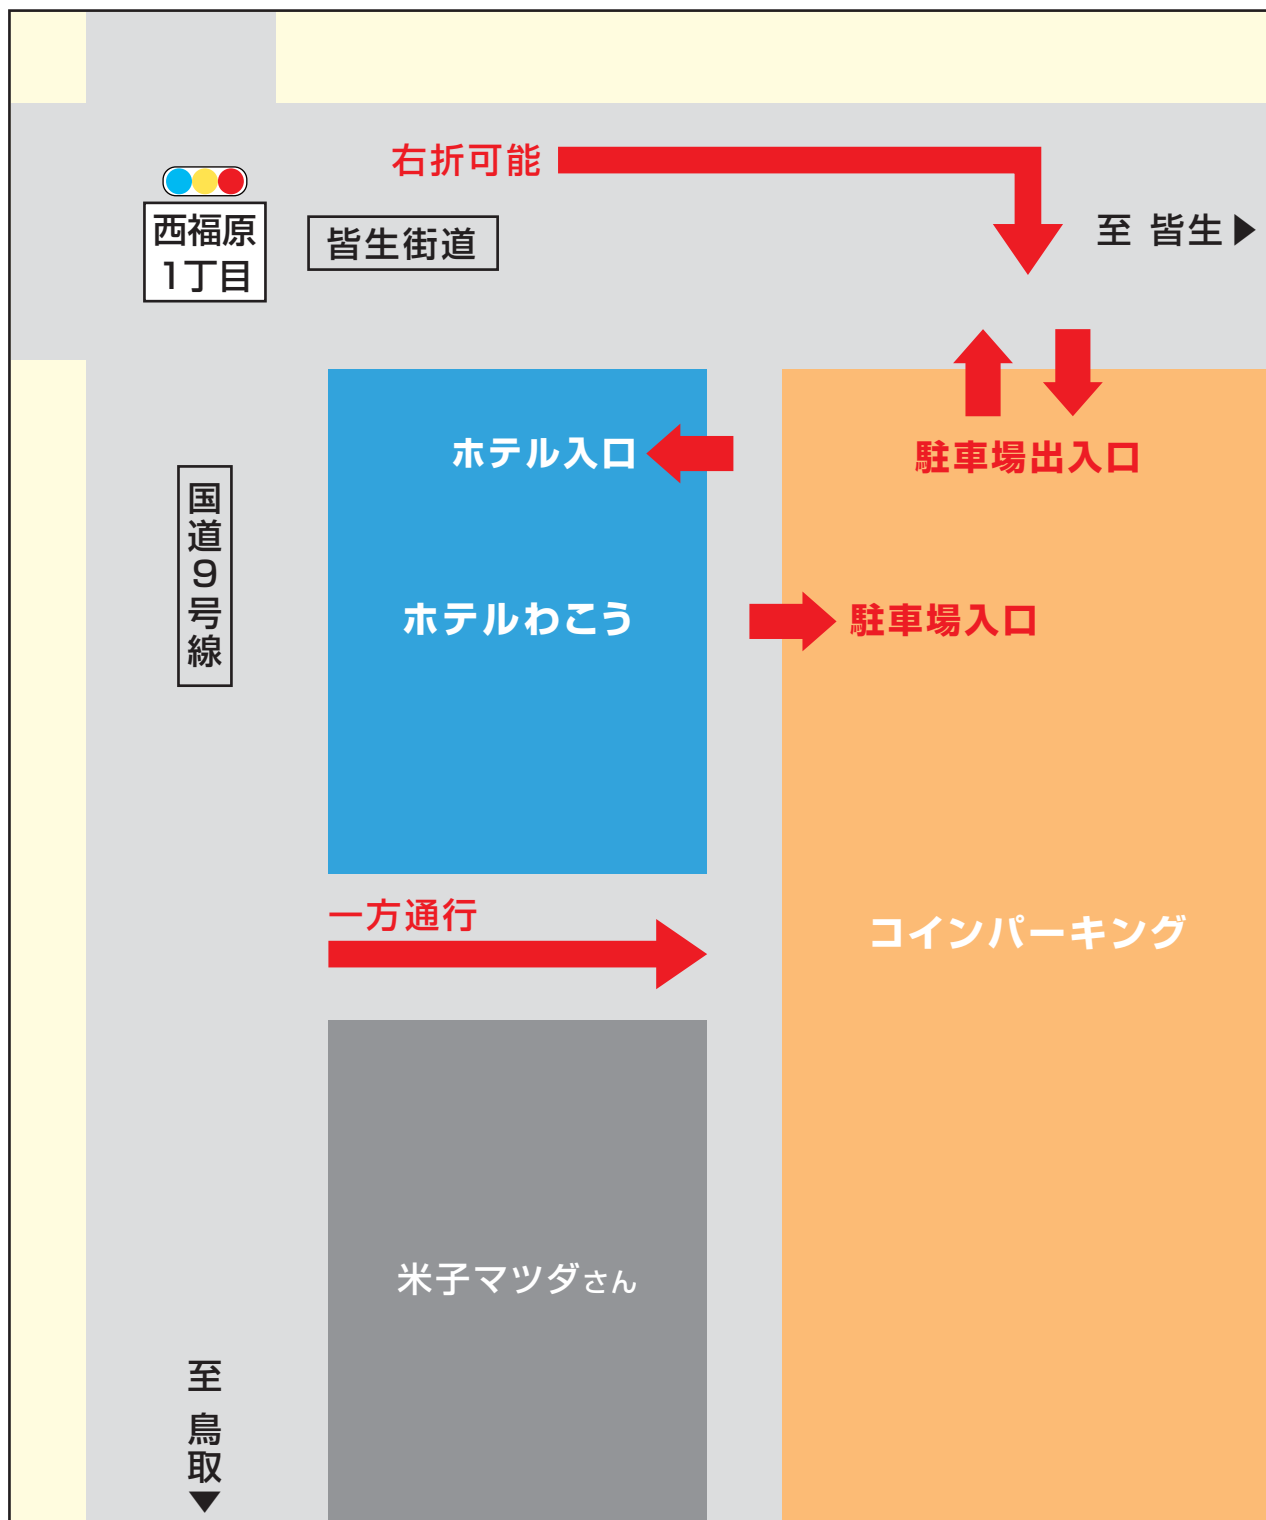 右折可能
西福原
1丁目
皆生街道
至 皆生▶
ホテル入口
駐車場出入口
国道9号線
ホテルわこう
駐車場入口
一方通行
コインパーキング
米子マツダさん
至 鳥取▼